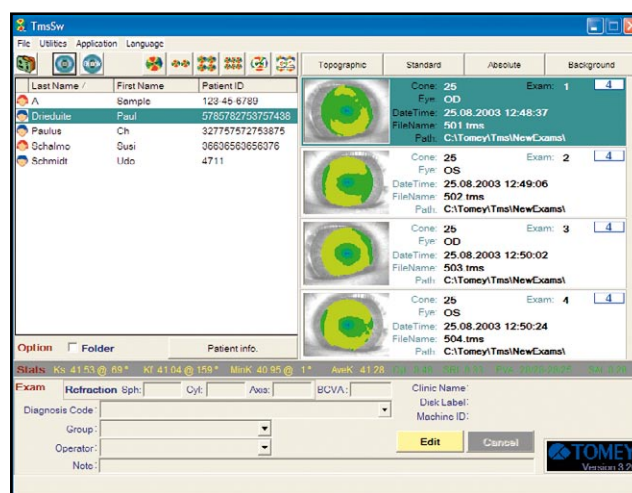 TmsSw
File Utilities Application Language
Topographic Standard Absolute Background
Last Name / First Name Patient ID
A Sample 123-45-6789
Drieduite Paul 5785782753757438
Paulus Ch 327757572753875
Schalmo Susi 36636563656376
Schmidt Udo 4711
Cone: 25 Exam: 1 4
Eye: OD
DateTime: 25.08.2003 12:48:37
FileName: 501.tms
Path: C:\Tomey\Tms\NewExams\
Cone: 25 Exam: 2 4
Eye: OS
DateTime: 25.08.2003 12:49:06
FileName: 502.tms
Path: C:\Tomey\Tms\NewExams\
Cone: 25 Exam: 3 4
Eye: OD
DateTime: 25.08.2003 12:50:02
FileName: 503.tms
Path: C:\Tomey\Tms\NewExams\
Cone: 25 Exam: 4 4
Eye: OS
DateTime: 25.08.2003 12:50:24
FileName: 504.tms
Path: C:\Tomey\Tms\NewExams\
Option Folder Patient info.
Stats Ks 41.53 @ 69° Kf 41.04 @ 159° MinK 40.95 @ 1° AveK 41.28
Exam Refraction Sph: Cyl: Axis: BCVA: Clinic Name:
Disk Label:
Diagnosis Code:
Machine ID:
Group:
Operator: Edit Cancel
Note:
TOMEY
Version 3.2